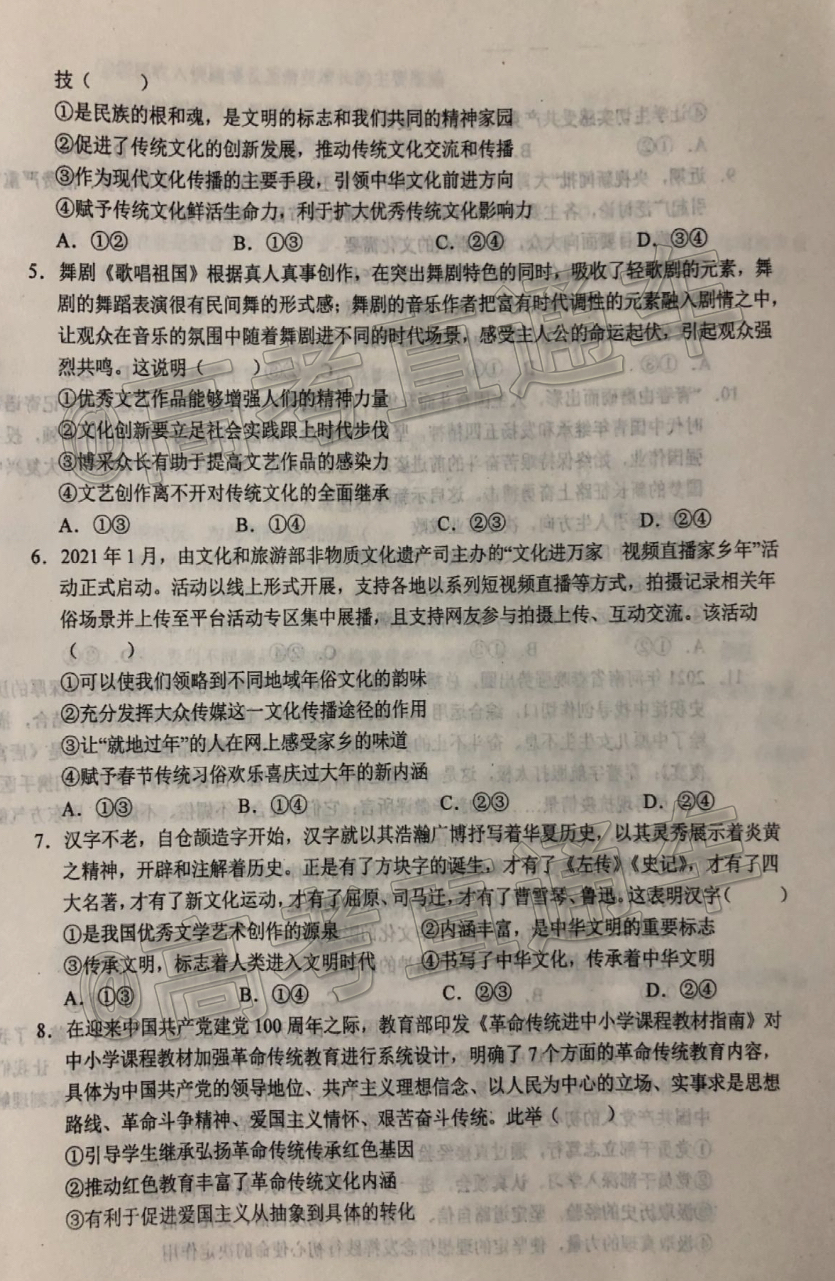 技（　　）
①是民族的根和魂，是文明的标志和我们共同的精神家园
②促进了传统文化的创新发展，推动传统文化交流和传播
③作为现代文化传播的主要手段，引领中华文化前进方向
④赋予传统文化鲜活生命力，利于扩大优秀传统文化影响力
A．①②　B．①③　C．②④　D．③④
5．舞剧《歌唱祖国》根据真人真事创作，在突出舞剧特色的同时，吸收了轻歌剧的元素，舞
剧的舞蹈表演很有民间舞的形式感；舞剧的音乐作者把富有时代调性的元素融入剧情之中，
让观众在音乐的氛围中随着舞剧进不同的时代场景，感受主人公的命运起伏，引起观众强
烈共鸣。这说明（　　）
①优秀文艺作品能够增强人们的精神力量
②文化创新要立足社会实践跟上时代步伐
③博采众长有助于提高文艺作品的感染力
④文艺创作离不开对传统文化的全面继承
A．①③　B．①④　C．②③　D．②④
6．2021年1月，由文化和旅游部非物质文化遗产司主办的“文化进万家　视频直播家乡年”活
动正式启动。活动以线上形式开展，支持各地以系列短视频直播等方式，拍摄记录相关年
俗场景并上传至平台活动专区集中展播，且支持网友参与拍摄上传、互动交流。该活动
（　　）
①可以使我们领略到不同地域年俗文化的韵味
②充分发挥大众传媒这一文化传播途径的作用
③让“就地过年”的人在网上感受家乡的味道
④赋予春节传统习俗欢乐喜庆过大年的新内涵
A．①③　B．①④　C．②③　D．②④
7．汉字不老，自仓颉造字开始，汉字就以其浩瀚广博抒写着华夏历史，以其灵秀展示着炎黄
之精神，开辟和注解着历史。正是有了方块字的诞生，才有了《左传》《史记》，才有了四
大名著，才有了新文化运动，才有了屈原、司马迁，才有了曹雪琴、鲁迅。这表明汉字（　　）
①是我国优秀文学艺术创作的源泉　②内涵丰富，是中华文明的重要标志
③传承文明，标志着人类进入文明时代　④书写了中华文化，传承着中华文明
A．①③　B．①④　C．②③　D．②④
8．在迎来中国共产党建党100周年之际，教育部印发《革命传统进中小学课程教材指南》对
中小学课程教材加强革命传统教育进行系统设计，明确了7个方面的革命传统教育内容，
具体为中国共产党的领导地位、共产主义理想信念、以人民为中心的立场、实事求是思想
路线、革命斗争精神、爱国主义情怀、艰苦奋斗传统。此举（　　）
①引导学生继承弘扬革命传统传承红色基因
②推动红色教育丰富了革命传统文化内涵
③有利于促进爱国主义从抽象到具体的转化
@高考直通车
@高考直通车